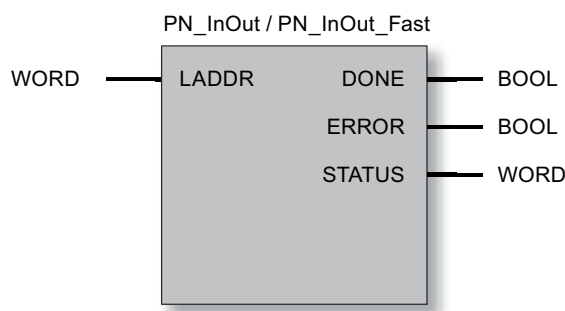 PN_InOut / PN_InOut_Fast
WORD LADDR DONE BOOL
ERROR BOOL
STATUS WORD